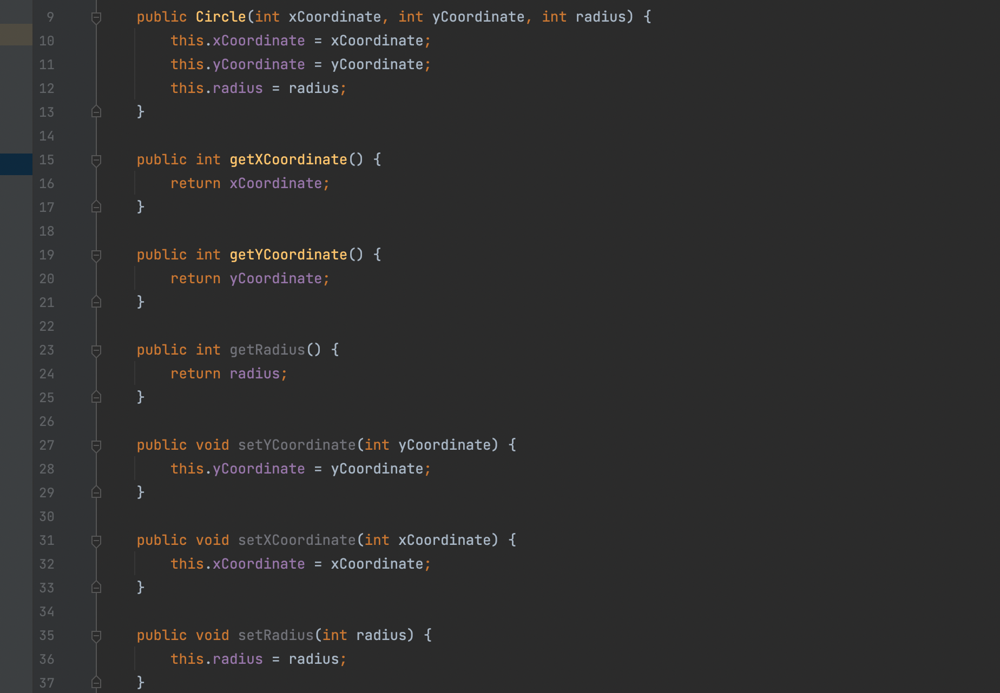 9 public Circle(int xCoordinate, int yCoordinate, int radius) {
10 this.xCoordinate = xCoordinate;
11 this.yCoordinate = yCoordinate;
12 this.radius = radius;
13 }
14
15 public int getXCoordinate() {
16 return xCoordinate;
17 }
18
19 public int getYCoordinate() {
20 return yCoordinate;
21 }
22
23 public int getRadius() {
24 return radius;
25 }
26
27 public void setYCoordinate(int yCoordinate) {
28 this.yCoordinate = yCoordinate;
29 }
30
31 public void setXCoordinate(int xCoordinate) {
32 this.xCoordinate = xCoordinate;
33 }
34
35 public void setRadius(int radius) {
36 this.radius = radius;
37 }